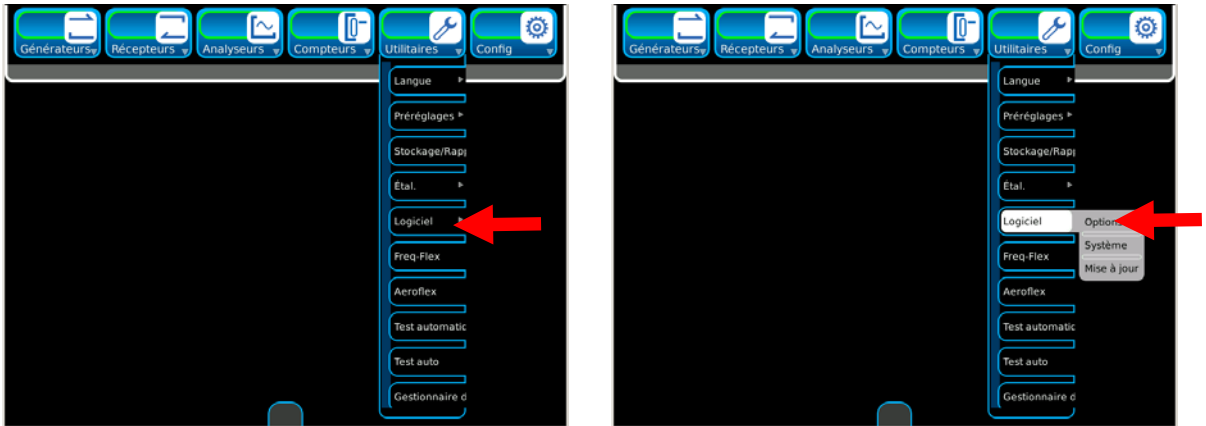 Générateurs Récepteurs Analyseurs Compteurs Utilitaires Config
Langue
Préréglages
Stockage/Rapp
Étal.
Logiciel
Freq-Flex
Aeroflex
Test automatic
Test auto
Gestionnaire d
Générateurs Récepteurs Analyseurs Compteurs Utilitaires Config
Langue
Préréglages
Stockage/Rapp
Étal.
Logiciel Options
Système
Freq-Flex
Mise à jour
Aeroflex
Test automatic
Test auto
Gestionnaire d